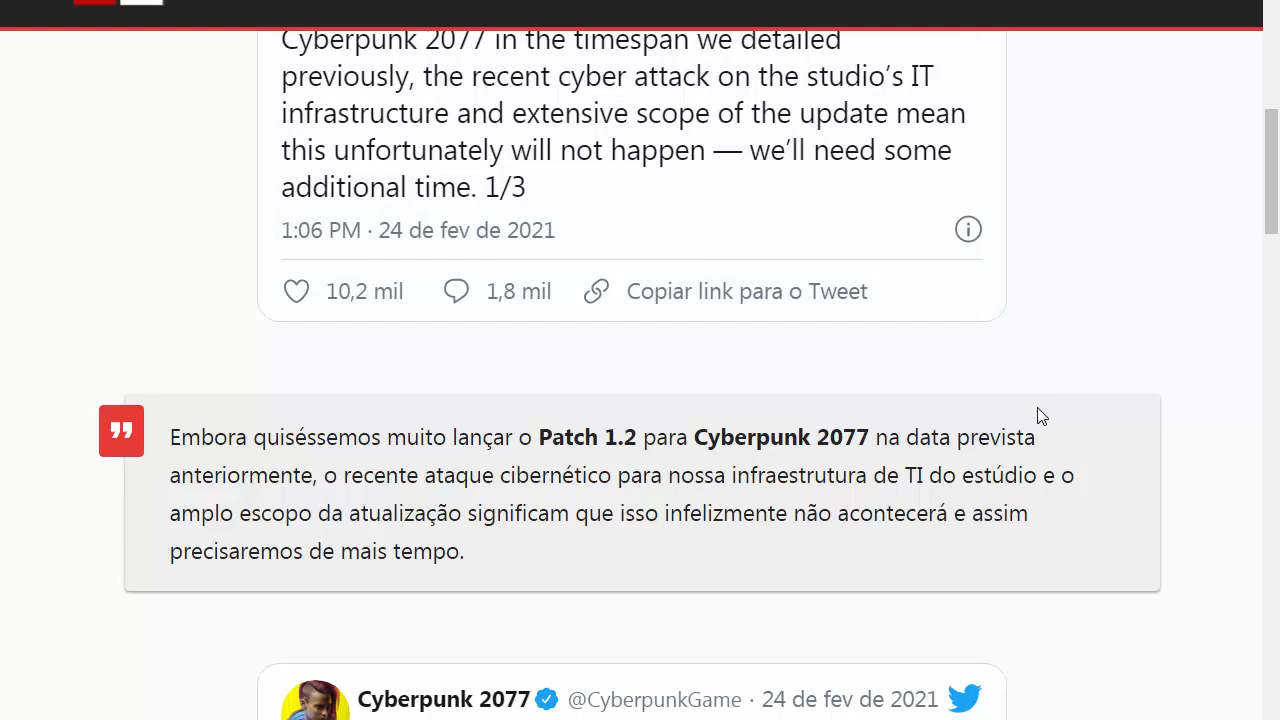 Cyberpunk 2077 in the timespan we detailed
previously, the recent cyber attack on the studio’s IT
infrastructure and extensive scope of the update mean
this unfortunately will not happen — we’ll need some
additional time. 1/3
1:06 PM · 24 de fev de 2021
10,2 mil 1,8 mil Copiar link para o Tweet
Embora quiséssemos muito lançar o Patch 1.2 para Cyberpunk 2077 na data prevista
anteriormente, o recente ataque cibernético para nossa infraestrutura de TI do estúdio e o
amplo escopo da atualização significam que isso infelizmente não acontecerá e assim
precisaremos de mais tempo.
Cyberpunk 2077 @CyberpunkGame · 24 de fev de 2021